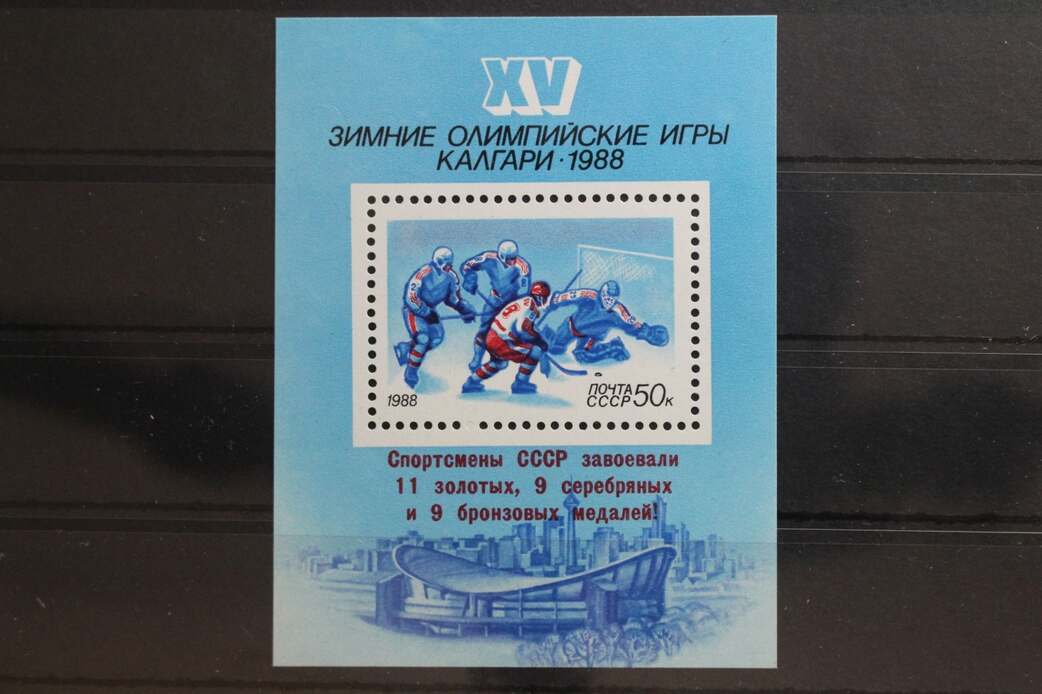 XV
ЗИМНИЕ ОЛИМПИЙСКИЕ ИГРЫ
КАЛГАРИ · 1988
1988
ПОЧТА
СССР 50к
Спортсмены СССР завоевали
11 золотых, 9 серебряных
и 9 бронзовых медалей!